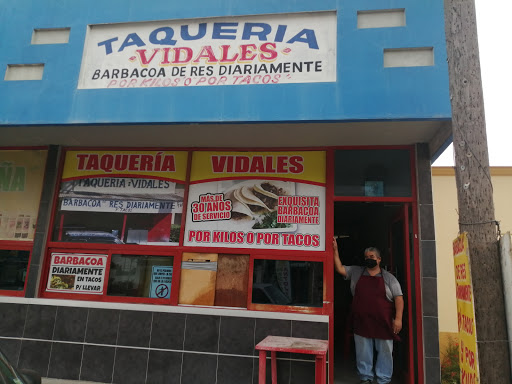 TAQUERIA
VIDALES
BARBACOA DE RES DIARIAMENTE
POR KILOS O POR TACOS
TAQUERÍA VIDALES
TAQUERIA VIDALES
BARBACOA RES DIARIAMENTE
MÁS DE
30 AÑOS
DE SERVICIO
EXQUISITA
BARBACOA
DIARIAMENTE
POR KILOS O POR TACOS
BARBACOA
DIARIAMENTE
EN TACOS
P/ LLEVAR